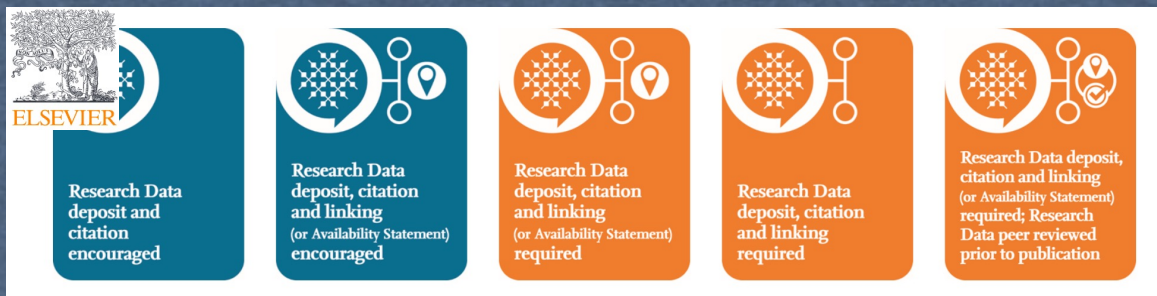 ELSEVIER
Research Data
deposit and
citation
encouraged
Research Data
deposit, citation
and linking
(or Availability Statement)
encouraged
Research Data
deposit, citation
and linking
(or Availability Statement)
required
Research Data
deposit, citation
and linking
required
Research Data deposit,
citation and linking
(or Availability Statement)
required; Research
Data peer reviewed
prior to publication